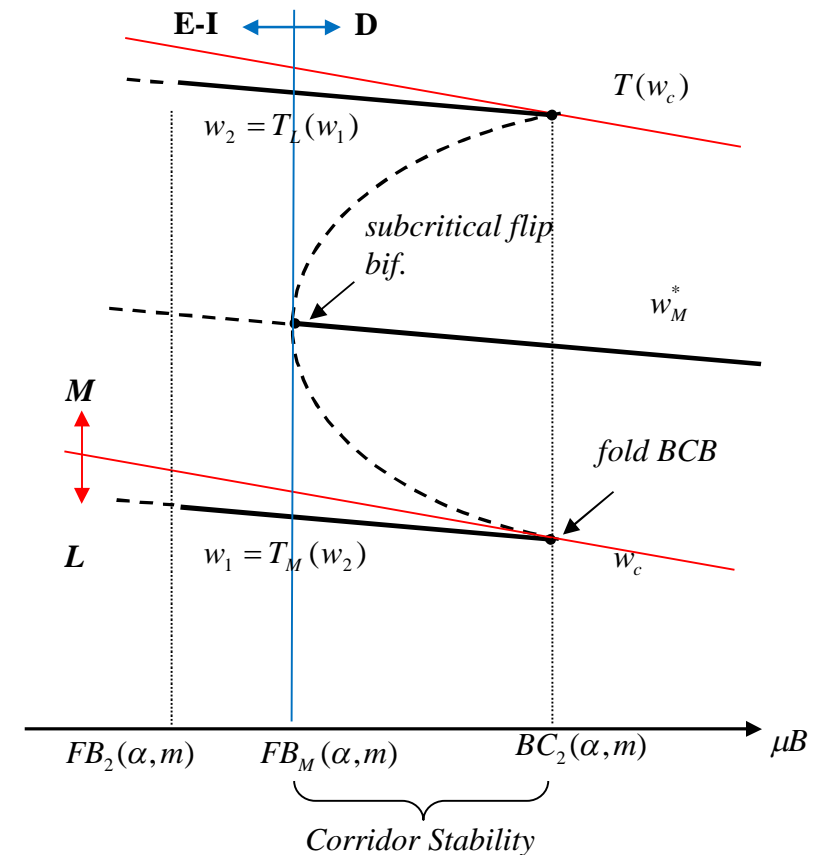 E-I D
T(w_c)
w_2 = T_L(w_1)
subcritical flip
bif.
w_M^*
M
fold BCB
L
w_1 = T_M(w_2)
w_c
FB_2(α,m) FB_M(α,m) BC_2(α,m) μB
Corridor Stability